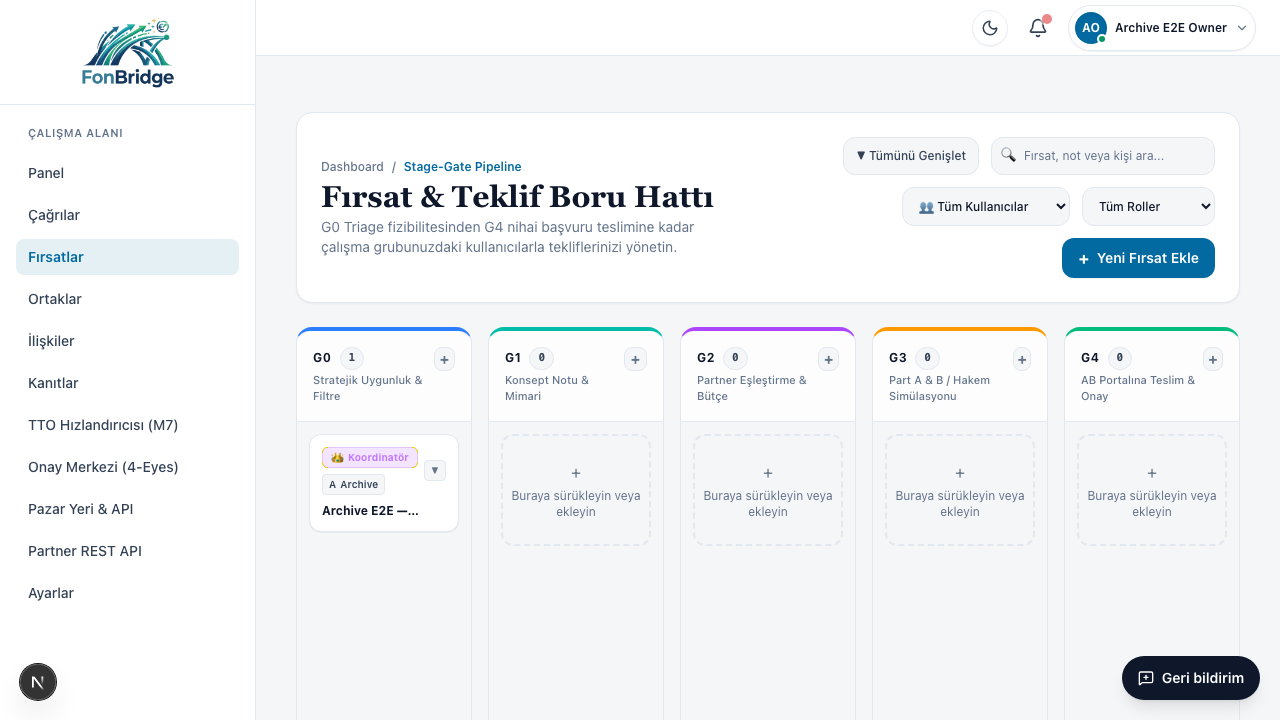 FonBridge
AO
Archive E2E Owner
ÇALIŞMA ALANI
Panel
Çağrılar
Fırsatlar
Ortaklar
İlişkiler
Kanıtlar
TTO Hızlandırıcısı (M7)
Onay Merkezi (4-Eyes)
Pazar Yeri & API
Partner REST API
Ayarlar
N
Dashboard / Stage-Gate Pipeline
Fırsat & Teklif Boru Hattı
G0 Triage fizibilitesinden G4 nihai başvuru teslimine kadar
çalışma grubunuzdaki kullanıcılarla tekliflerinizi yönetin.
▼ Tümünü Genişlet
🔍 Fırsat, not veya kişi ara...
👥 Tüm Kullanıcılar
Tüm Roller
+ Yeni Fırsat Ekle
G0 1 +
Stratejik Uygunluk &
Filtre
👑 Koordinatör
▼
A Archive
Archive E2E —...
G1 0 +
Konsept Notu &
Mimari
+
Buraya sürükleyin veya
ekleyin
G2 0 +
Partner Eşleştirme &
Bütçe
+
Buraya sürükleyin veya
ekleyin
G3 0 +
Part A & B / Hakem
Simülasyonu
+
Buraya sürükleyin veya
ekleyin
G4 0 +
AB Portalına Teslim &
Onay
+
Buraya sürükleyin veya
ekleyin
Geri bildirim